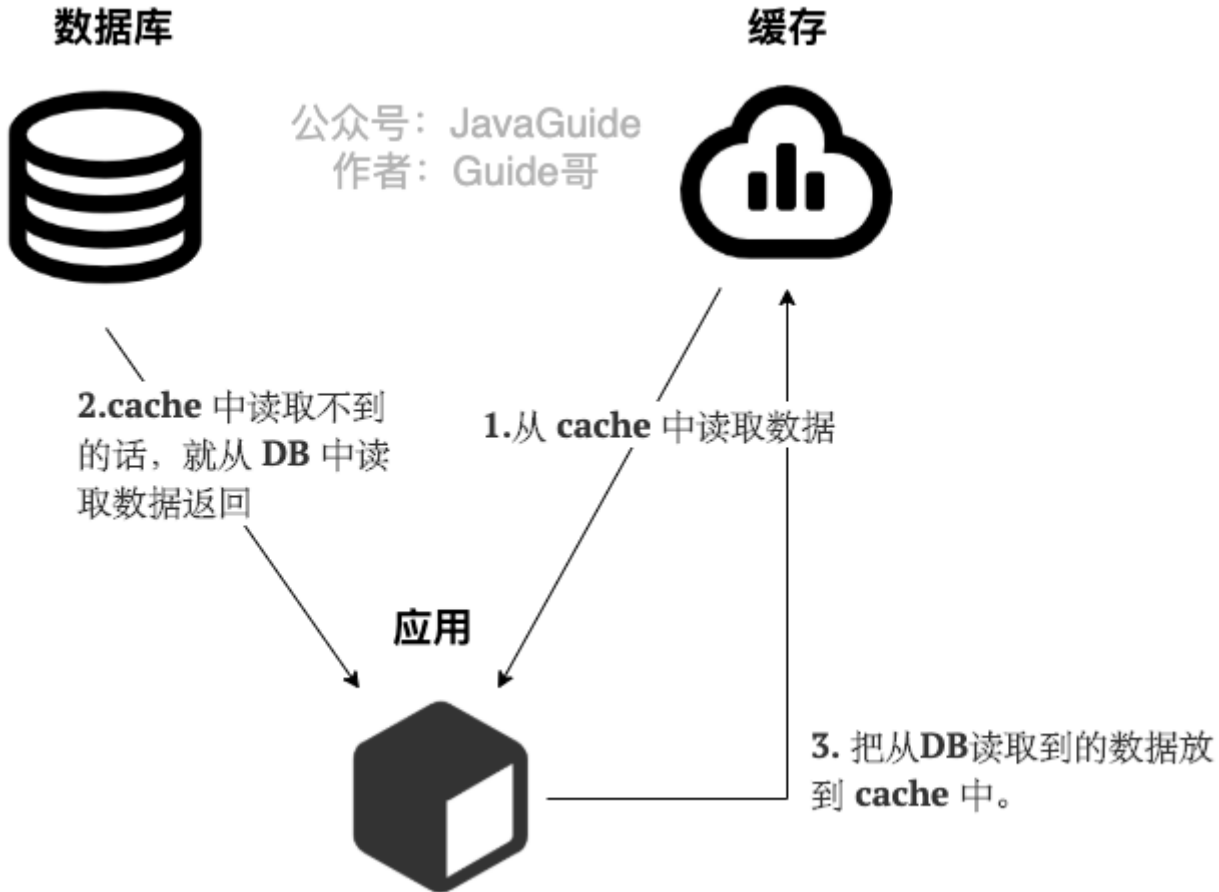 数据库
缓存
公众号：JavaGuide
作者：Guide哥
2.cache 中读取不到
的话，就从 DB 中读
取数据返回
1.从 cache 中读取数据
应用
3. 把从DB读取到的数据放
到 cache 中。